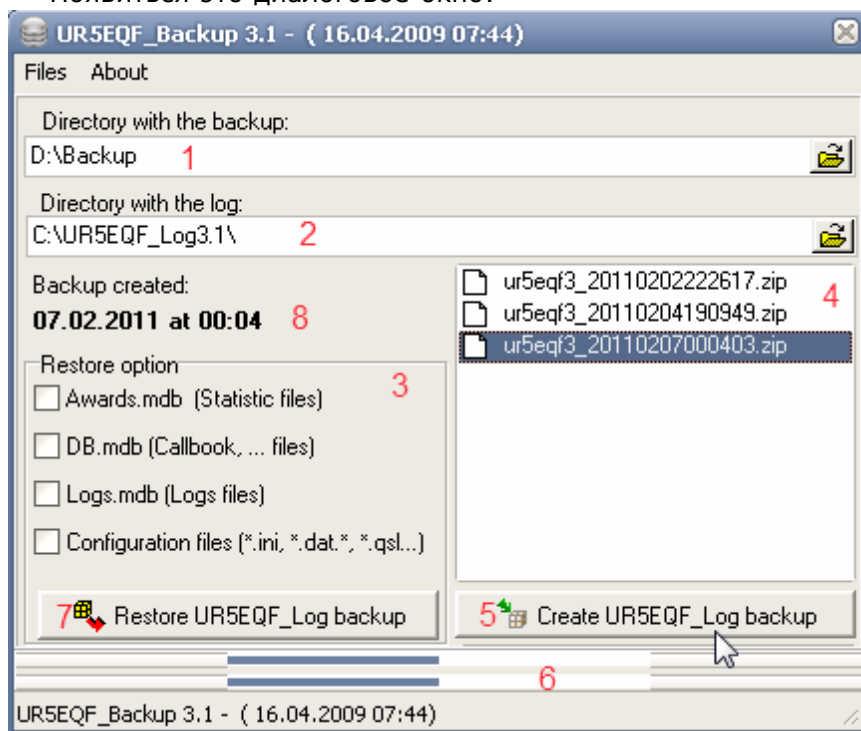 Появиться это диалоговое окно:
UR5EQF_Backup 3.1 - ( 16.04.2009 07:44)
Files About
Directory with the backup:
D:\Backup 1
Directory with the log:
C:\UR5EQF_Log3.1\ 2
Backup created:
07.02.2011 at 00:04 8
Restore option 3
Awards.mdb (Statistic files)
DB.mdb (Callbook, ... files)
Logs.mdb (Logs files)
Configuration files (*.ini, *.dat.*, *.qsl...)
7 Restore UR5EQF_Log backup
ur5eqf3_20110202222617.zip
4
ur5eqf3_20110204190949.zip
ur5eqf3_20110207000403.zip
5 Create UR5EQF_Log backup
6
UR5EQF_Backup 3.1 - ( 16.04.2009 07:44)